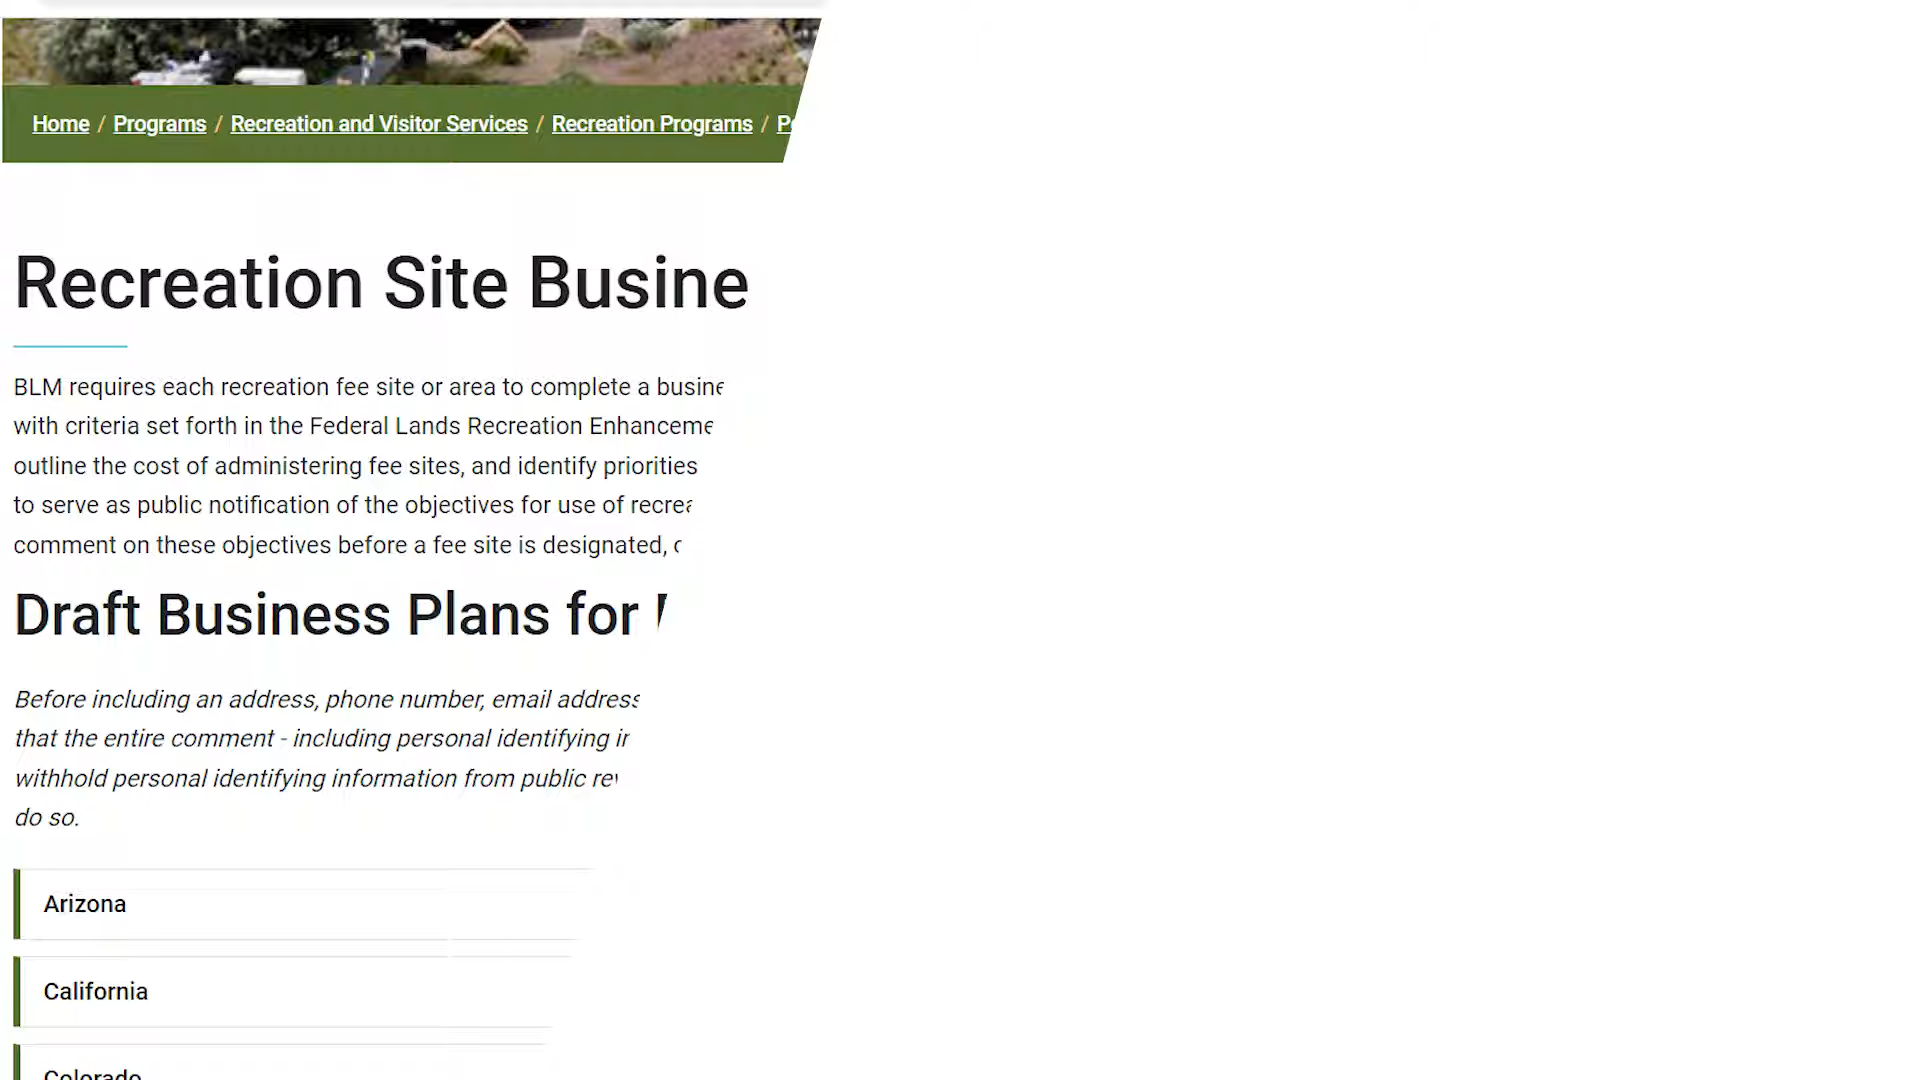 Home / Programs / Recreation and Visitor Services / Recreation Programs /
Recreation Site Busine
BLM requires each recreation fee site or area to complete a busine
with criteria set forth in the Federal Lands Recreation Enhanceme
outline the cost of administering fee sites, and identify priorities
to serve as public notification of the objectives for use of recrea
comment on these objectives before a fee site is designated,
Draft Business Plans for
Before including an address, phone number, email address
that the entire comment - including personal identifying
withhold personal identifying information from public
do so.
Arizona
California
Colorado